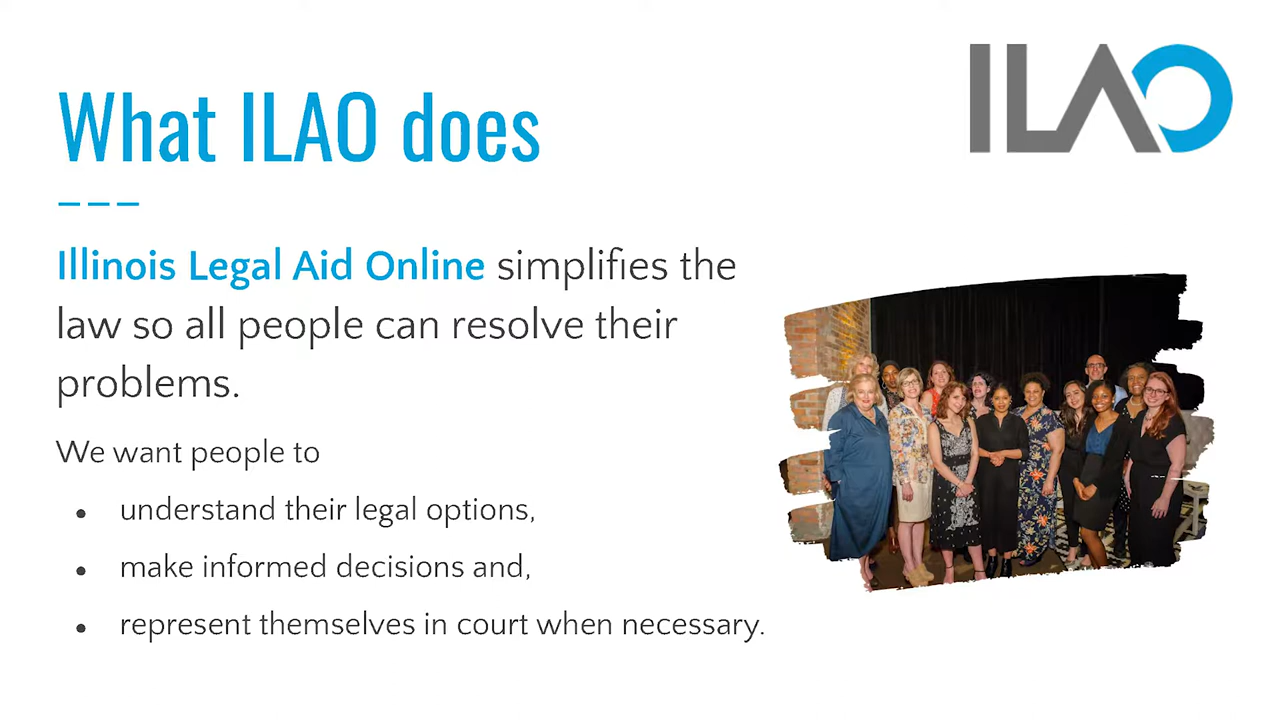 ILAO
What ILAO does
Illinois Legal Aid Online simplifies the
law so all people can resolve their
problems.
We want people to
● understand their legal options,
● make informed decisions and,
● represent themselves in court when necessary.